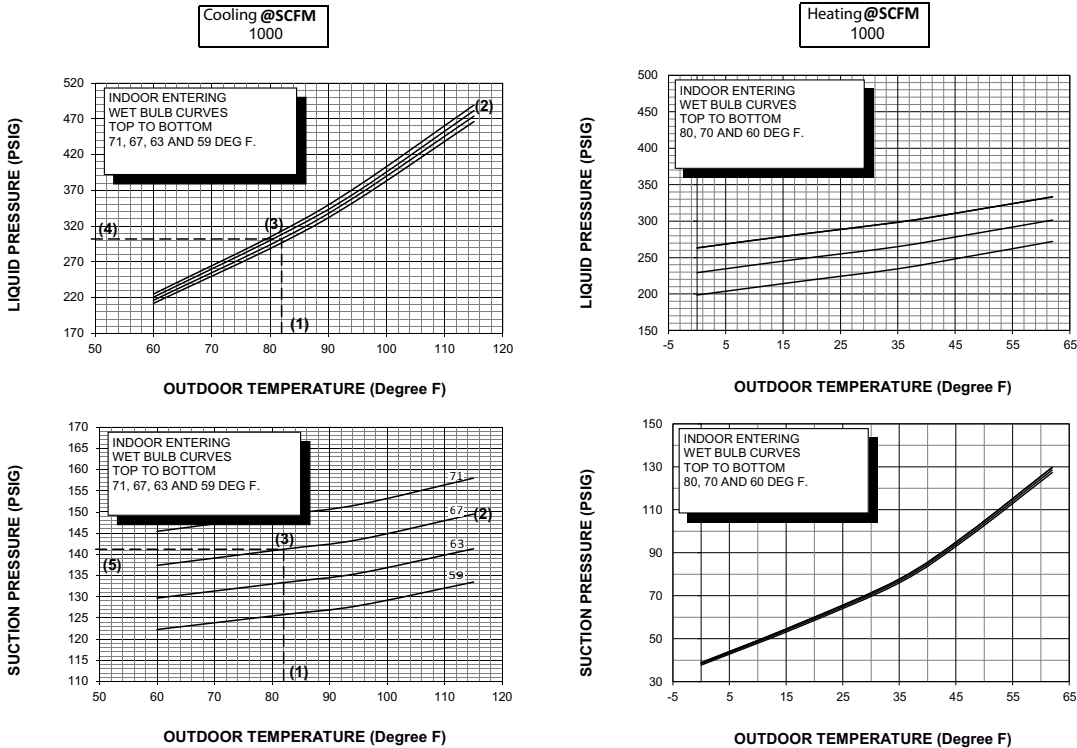 Cooling @SCFM
1000
Heating@SCFM
1000
LIQUID PRESSURE (PSIG)
520
470
420
370
320
270
220
170
INDOOR ENTERING
WET BULB CURVES
TOP TO BOTTOM
71, 67, 63 AND 59 DEG F.
(2)
(3)
(4)
(1)
50 60 70 80 90 100 110 120
OUTDOOR TEMPERATURE (Degree F)
LIQUID PRESSURE (PSIG)
500
450
400
350
300
250
200
150
INDOOR ENTERING
WET BULB CURVES
TOP TO BOTTOM
80, 70 AND 60 DEG F.
-5 5 15 25 35 45 55 65
OUTDOOR TEMPERATURE (Degree F)
SUCTION PRESSURE (PSIG)
170
165
160
155
150
145
140
135
130
125
120
115
110
INDOOR ENTERING
WET BULB CURVES
TOP TO BOTTOM
71, 67, 63 AND 59 DEG F.
71
67
(2)
(3)
63
(5)
59
(1)
50 60 70 80 90 100 110 120
OUTDOOR TEMPERATURE (Degree F)
SUCTION PRESSURE (PSIG)
150
130
110
90
70
50
30
INDOOR ENTERING
WET BULB CURVES
TOP TO BOTTOM
80, 70 AND 60 DEG F.
-5 5 15 25 35 45 55 65
OUTDOOR TEMPERATURE (Degree F)